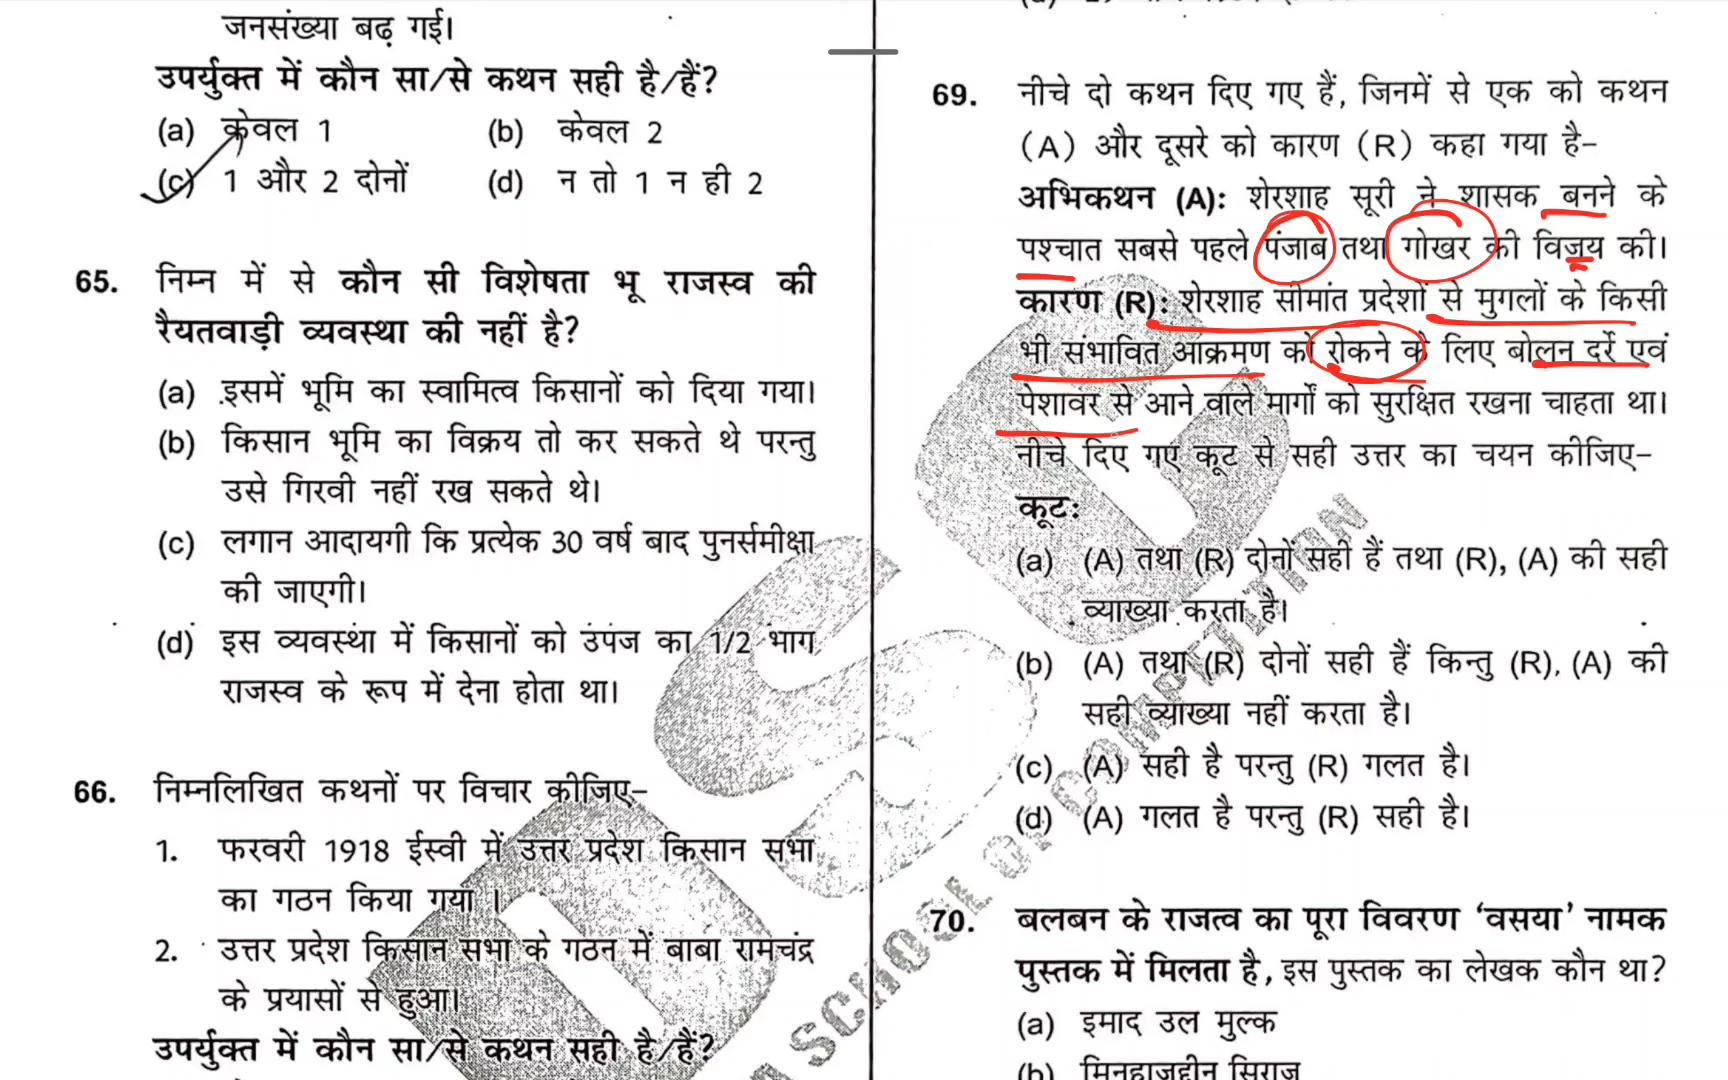 जनसंख्या बढ़ गई।
उपर्युक्त में कौन सा/से कथन सही है/हैं?
(a) केवल 1 (b) केवल 2
(c) 1 और 2 दोनों (d) न तो 1 न ही 2
65. निम्न में से कौन सी विशेषता भू राजस्व की
रैयतवाड़ी व्यवस्था की नहीं है?
(a) इसमें भूमि का स्वामित्व किसानों को दिया गया।
(b) किसान भूमि का विक्रय तो कर सकते थे परन्तु
उसे गिरवी नहीं रख सकते थे।
(c) लगान आदायगी कि प्रत्येक 30 वर्ष बाद पुनर्समीक्षा
की जाएगी।
(d) इस व्यवस्था में किसानों को उपज का 1/2 भाग
राजस्व के रूप में देना होता था।
66. निम्नलिखित कथनों पर विचार कीजिए–
1. फरवरी 1918 ईस्वी में उत्तर प्रदेश किसान सभा
का गठन किया गया ।
2. उत्तर प्रदेश किसान सभा के गठन में बाबा रामचंद्र
के प्रयासों से हुआ।
उपर्युक्त में कौन सा/से कथन सही है/हैं?
69. नीचे दो कथन दिए गए हैं, जिनमें से एक को कथन
(A) और दूसरे को कारण (R) कहा गया है–
अभिकथन (A): शेरशाह सूरी ने शासक बनने के
पश्चात सबसे पहले पंजाब तथा गोखर की विजय की।
कारण (R): शेरशाह सीमांत प्रदेशों से मुगलों के किसी
भी संभावित आक्रमण को रोकने के लिए बोलन दर्रे एवं
पेशावर से आने वाले मार्गों को सुरक्षित रखना चाहता था।
नीचे दिए गए कूट से सही उत्तर का चयन कीजिए–
कूट:
(a) (A) तथा (R) दोनों सही हैं तथा (R), (A) की सही
व्याख्या करता है।
(b) (A) तथा (R) दोनों सही हैं किन्तु (R), (A) की
सही व्याख्या नहीं करता है।
(c) (A) सही है परन्तु (R) गलत है।
(d) (A) गलत है परन्तु (R) सही है।
70. बलबन के राजत्व का पूरा विवरण ‘वसया’ नामक
पुस्तक में मिलता है, इस पुस्तक का लेखक कौन था?
(a) इमाद उल मुल्क
(b) मिनहाजुद्दीन सिराज
SCHOOL OF COMPETITION